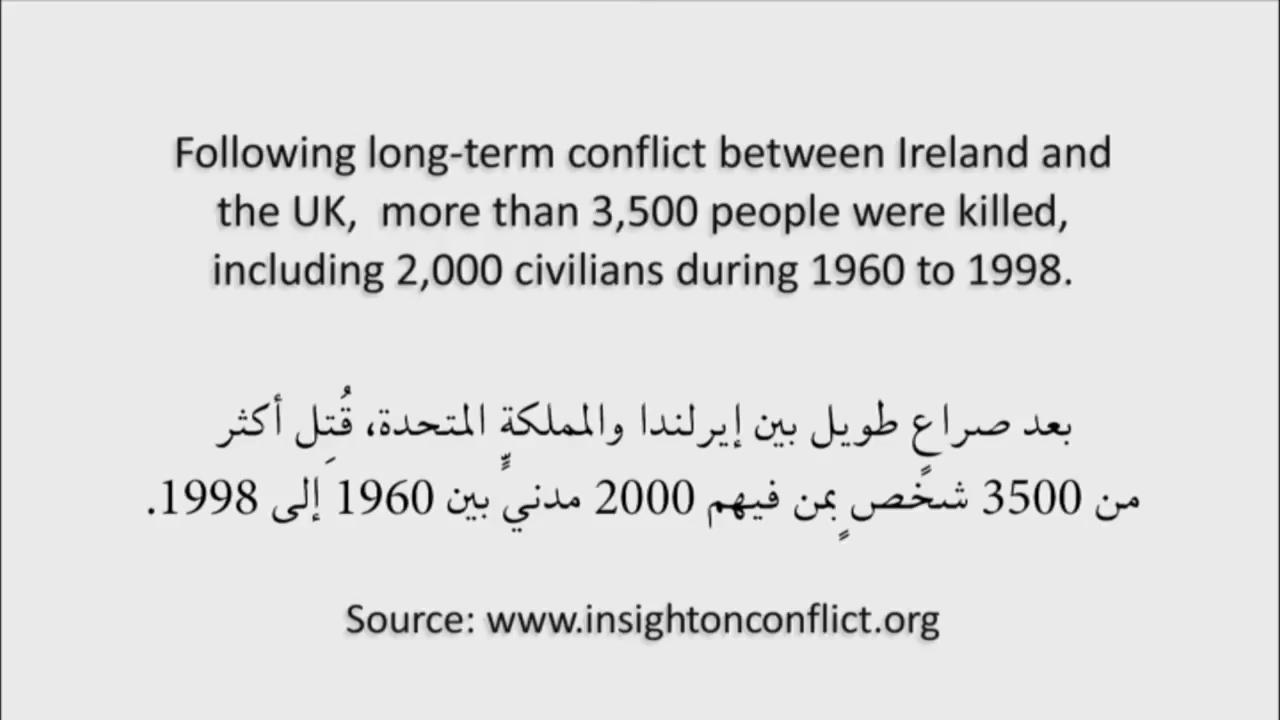 Following long-term conflict between Ireland and
the UK,  more than 3,500 people were killed,
including 2,000 civilians during 1960 to 1998.
بعد صراعٍ طويل بين إيرلندا والمملكةٍ المتحدة، قُتِل أكثر
من 3500 شخصٍ بمن فيهم 2000 مدنيٍّ بين 1960 إلى 1998.
Source: www.insightonconflict.org